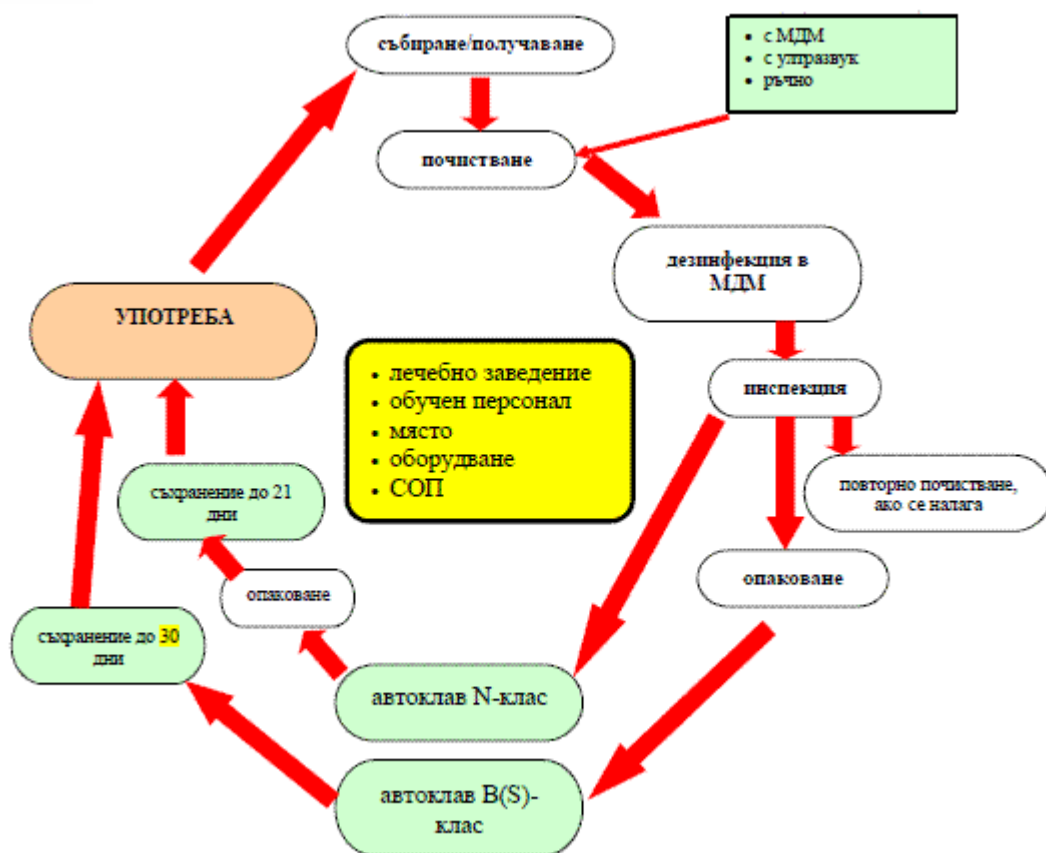 събиране/получаване
• с МДМ
• с ултразвук
• ръчно
почистване
дезинфекция в
МДМ
УПОТРЕБА
инспекция
• лечебно заведение
• обучен персонал
• място
• оборудване
• СОП
повторно почистване,
ако се налага
съхранение до 21
дни
опаковане
опаковане
съхранение до 30
дни
автоклав N-клас
автоклав B(S)-
клас